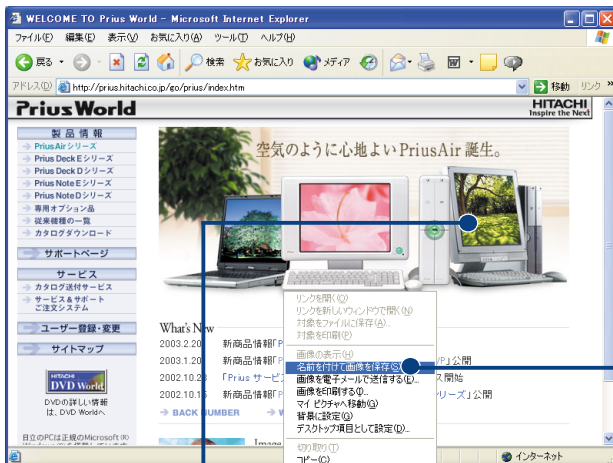 WELCOME TO Prius World - Microsoft Internet Explorer
ファイル(F) 編集(E) 表示(V) お気に入り(A) ツール(T) ヘルプ(H)
戻る 検索 お気に入り メディア
アドレス(D) http://prius.hitachi.co.jp/go/prius/index.htm 移動 リンク »
Prius World
HITACHI
Inspire the Next
製品情報
Prius Air シリーズ
Prius Deck E シリーズ
Prius Deck D シリーズ
Prius Note E シリーズ
Prius Note D シリーズ
専用オプション品
従来機種の一覧
カタログダウンロード
サポートページ
サービス
カタログ送付サービス
サービス&サポート
ご注文システム
ユーザー登録・変更
サイトマップ
HITACHI
DVD World
DVDの詳しい情報
は、DVD Worldへ
日立のPCは正規のMicrosoft(R)
空気のように心地よい PriusAir 誕生。
What's New
2003.2.20 新商品情報「P
2003.1.20 新商品情報「P /P」公開
2002.10.2 「Prius サービ ス開始
2002.10.1 新商品情報「P リーズ」公開
BACK NUMBER
Image
リンクを開く(O)
リンクを新しいウィンドウで開く(N)
対象をファイルに保存(A)...
対象を印刷(P)
画像の表示(H)
名前を付けて画像を保存(S)...
画像を電子メールで送信する(E)...
画像を印刷する(I)...
マイ ピクチャへ移動(G)
背景に設定(G)
デスクトップ項目として設定(D)...
切り取り(T)
コピー(C)
インターネット